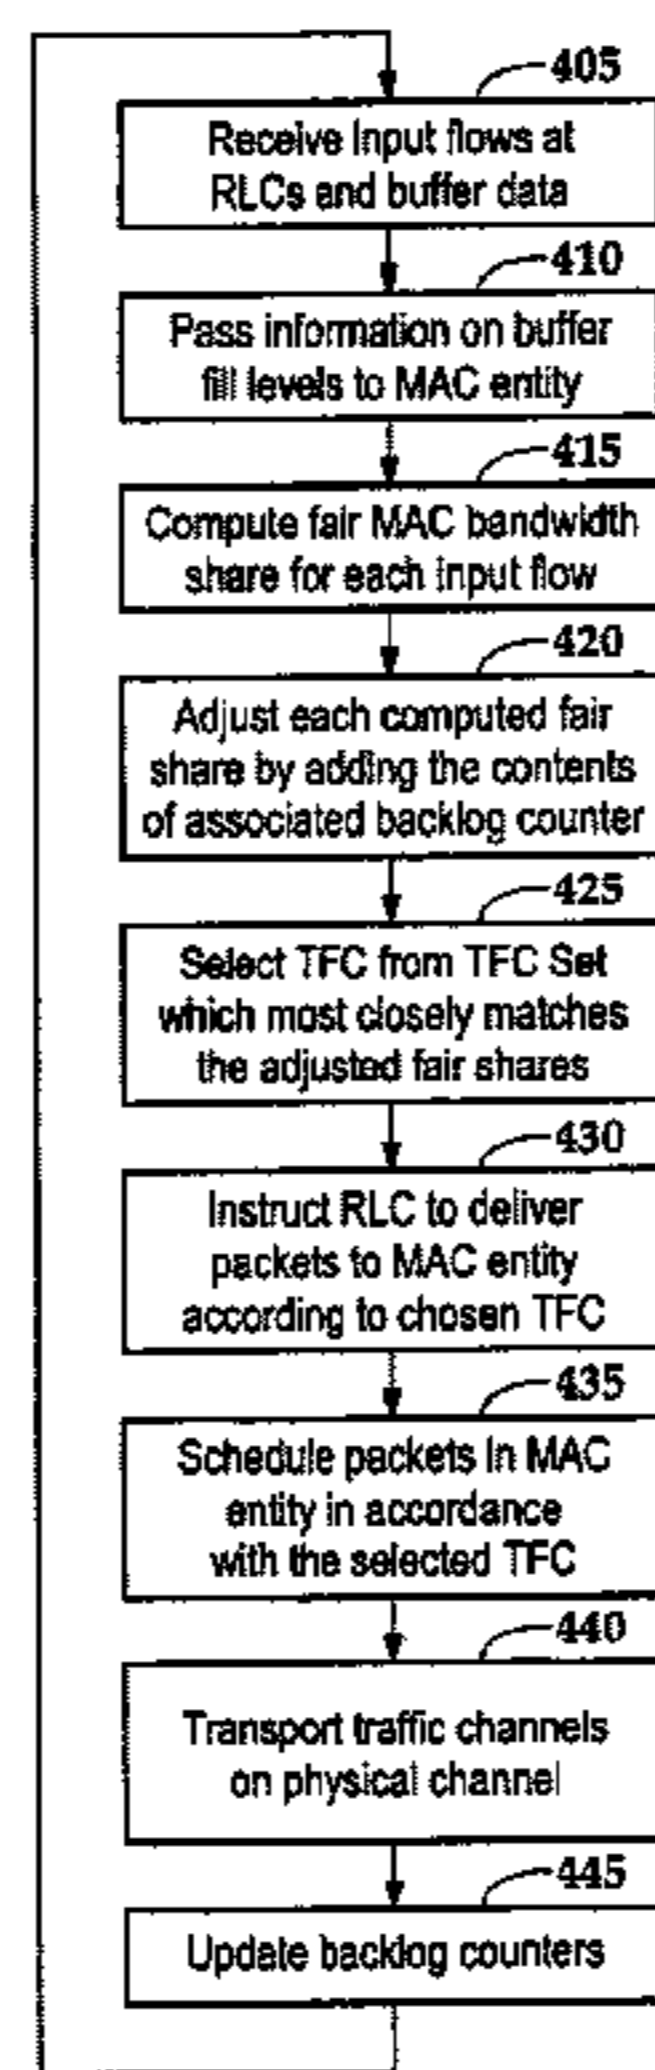 405
Receive Input flows at
RLCs and buffer data
410
Pass information on buffer
fill levels to MAC entity
415
Compute fair MAC bandwidth
share for each input flow
420
Adjust each computed fair
share by adding the contents
of associated backlog counter
425
Select TFC from TFC Set
which most closely matches
the adjusted fair shares
430
Instruct RLC to deliver
packets to MAC entity
according to chosen TFC
435
Schedule packets in MAC
entity in accordance
with the selected TFC
440
Transport traffic channels
on physical channel
445
Update backlog counters